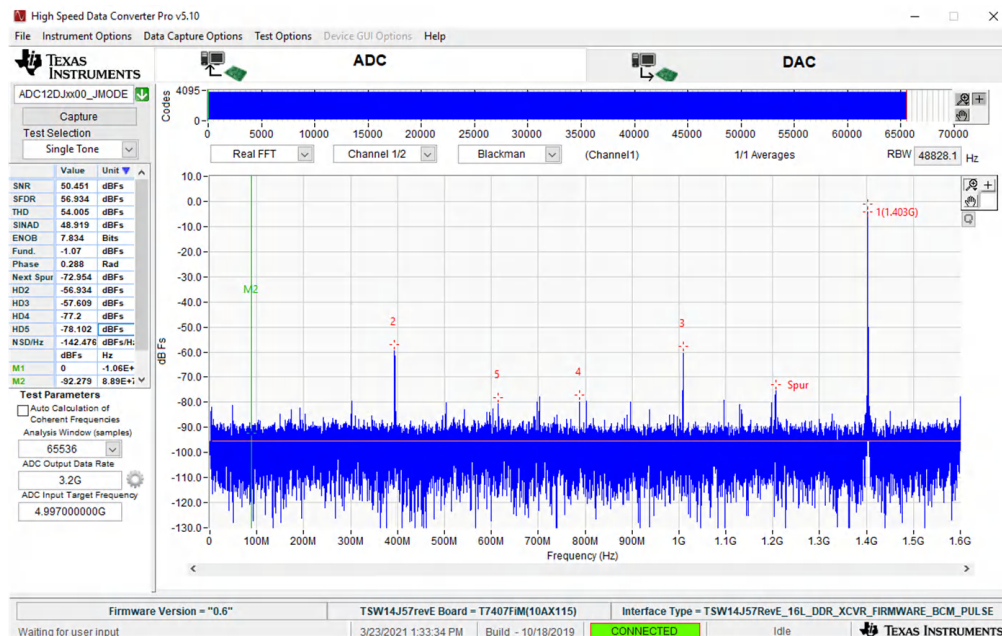 High Speed Data Converter Pro v5.10
File Instrument Options Data Capture Options Test Options Device GUI Options Help
TEXAS INSTRUMENTS
ADC DAC
ADC12DJxx00_JMODE
Capture
Test Selection
Single Tone
Codes
4095
0
0 5000 10000 15000 20000 25000 30000 35000 40000 45000 50000 55000 60000 65000 70000
Real FFT Channel 1/2 Blackman (Channel1) 1/1 Averages RBW 48828.1 Hz
Value Unit
SNR 50.451 dBFs
SFDR 56.934 dBFs
THD 54.005 dBFs
SINAD 48.919 dBFs
ENOB 7.834 Bits
Fund. -1.07 dBFs
Phase 0.288 Rad
Next Spur -72.954 dBFs
HD2 -56.934 dBFs
HD3 -57.609 dBFs
HD4 -77.2 dBFs
HD5 -78.102 dBFs
NSD/Hz -142.476 dBFs/Hz
dBFs Hz
M1 0 -1.06E+
M2 -92.279 8.89E+7
Test Parameters
Auto Calculation of
Coherent Frequencies
Analysis Window (samples)
65536
ADC Output Data Rate
3.2G
ADC Input Target Frequency
4.997000000G
dB Fs
10.0
0.0
-10.0
-20.0
-30.0
-40.0
-50.0
-60.0
-70.0
-80.0
-90.0
-100.0
-110.0
-120.0
-130.0
M2
1(1.403G)
2
3
4
5
Spur
0 100M 200M 300M 400M 500M 600M 700M 800M 900M 1G 1.1G 1.2G 1.3G 1.4G 1.5G 1.6G
Frequency (Hz)
Firmware Version = "0.6" TSW14J57revE Board = T7407FiM(10AX115) Interface Type = TSW14J57RevE_16L_DDR_XCVR_FIRMWARE_BCM_PULSE
Waiting for user input 3/23/2021 1:33:34 PM Build - 10/18/2019 CONNECTED Idle TEXAS INSTRUMENTS